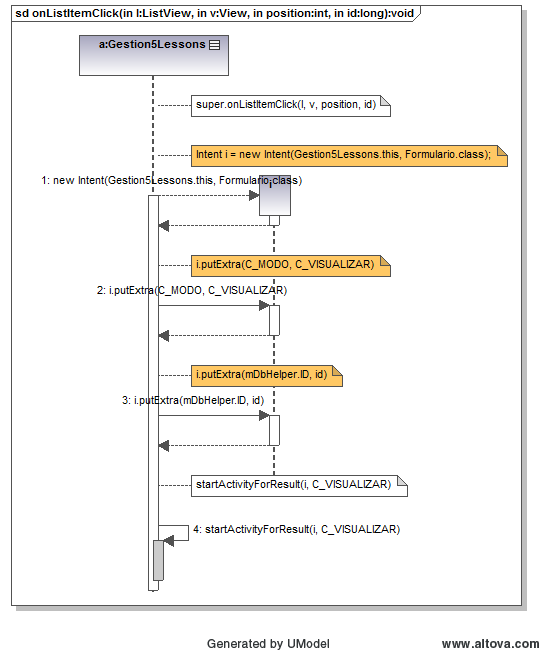 sd onListItemClick(in l:ListView, in v:View, in position:int, in id:long):void
a:Gestion5Lessons
super.onListItemClick(l, v, position, id)
Intent i = new Intent(Gestion5Lessons.this, Formulario.class);
1: new Intent(Gestion5Lessons.this, Formulario.class)
i
i.putExtra(C_MODO, C_VISUALIZAR)
2: i.putExtra(C_MODO, C_VISUALIZAR)
i.putExtra(mDbHelper.ID, id)
3: i.putExtra(mDbHelper.ID, id)
startActivityForResult(i, C_VISUALIZAR)
4: startActivityForResult(i, C_VISUALIZAR)
Generated by UModel
www.altova.com